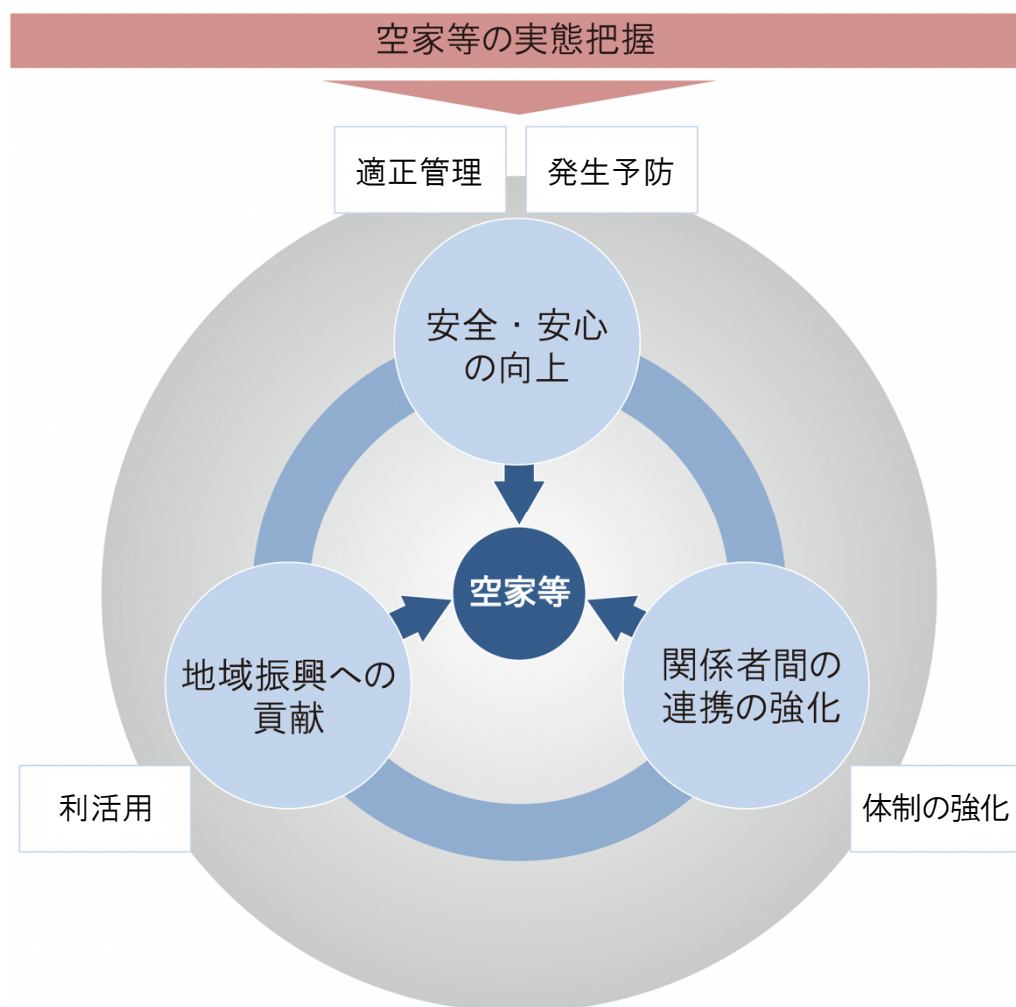 空家等の実態把握
適正管理
発生予防
安全・安心
の向上
空家等
地域振興への
貢献
関係者間の
連携の強化
利活用
体制の強化